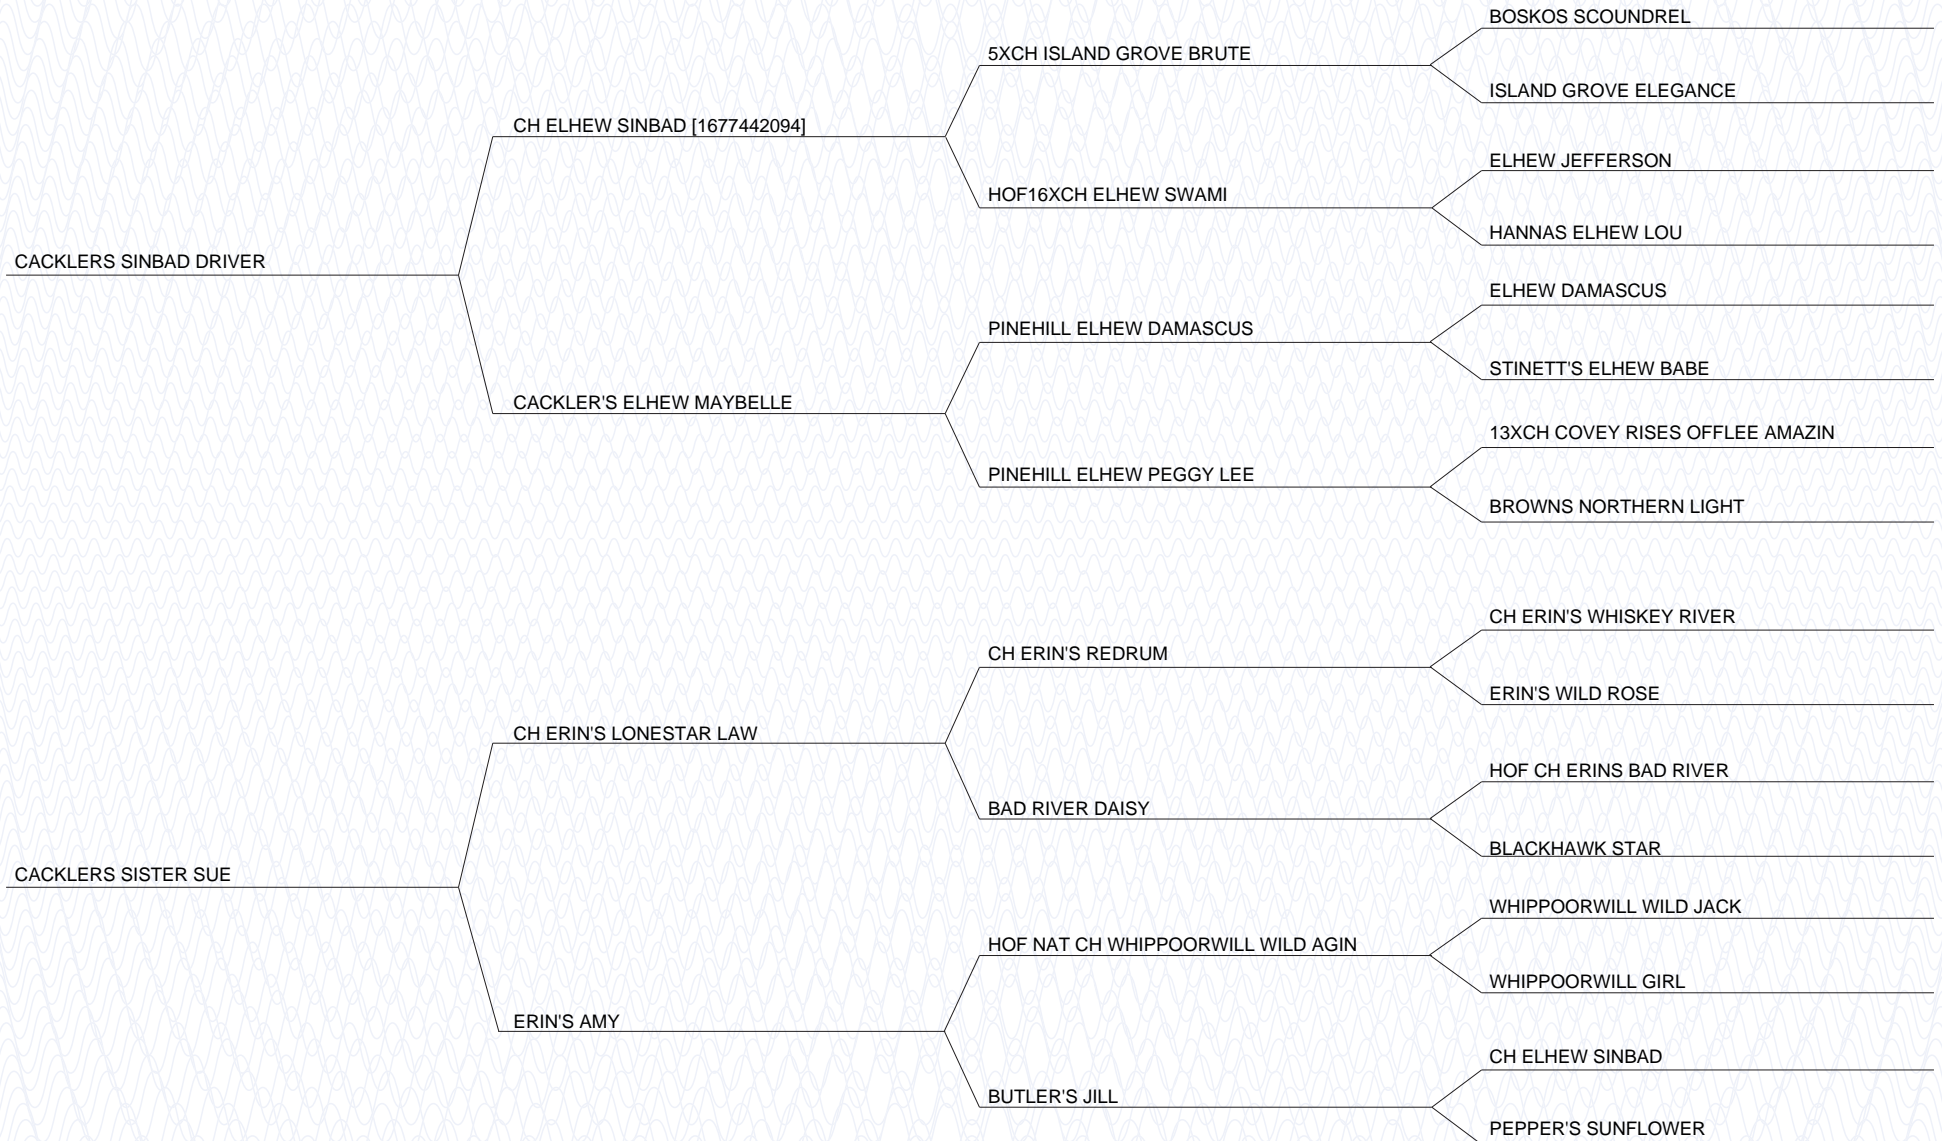 BOSKOS SCOUNDREL
5XCH ISLAND GROVE BRUTE
ISLAND GROVE ELEGANCE
CH ELHEW SINBAD [1677442094]
ELHEW JEFFERSON
HOF16XCH ELHEW SWAMI
HANNAS ELHEW LOU
CACKLERS SINBAD DRIVER
ELHEW DAMASCUS
PINEHILL ELHEW DAMASCUS
STINETT'S ELHEW BABE
CACKLER'S ELHEW MAYBELLE
13XCH COVEY RISES OFFLEE AMAZIN
PINEHILL ELHEW PEGGY LEE
BROWNS NORTHERN LIGHT
CH ERIN'S WHISKEY RIVER
CH ERIN'S REDRUM
ERIN'S WILD ROSE
CH ERIN'S LONESTAR LAW
HOF CH ERINS BAD RIVER
BAD RIVER DAISY
BLACKHAWK STAR
CACKLERS SISTER SUE
WHIPPOORWILL WILD JACK
HOF NAT CH WHIPPOORWILL WILD AGIN
WHIPPOORWILL GIRL
ERIN'S AMY
CH ELHEW SINBAD
BUTLER'S JILL
PEPPER'S SUNFLOWER